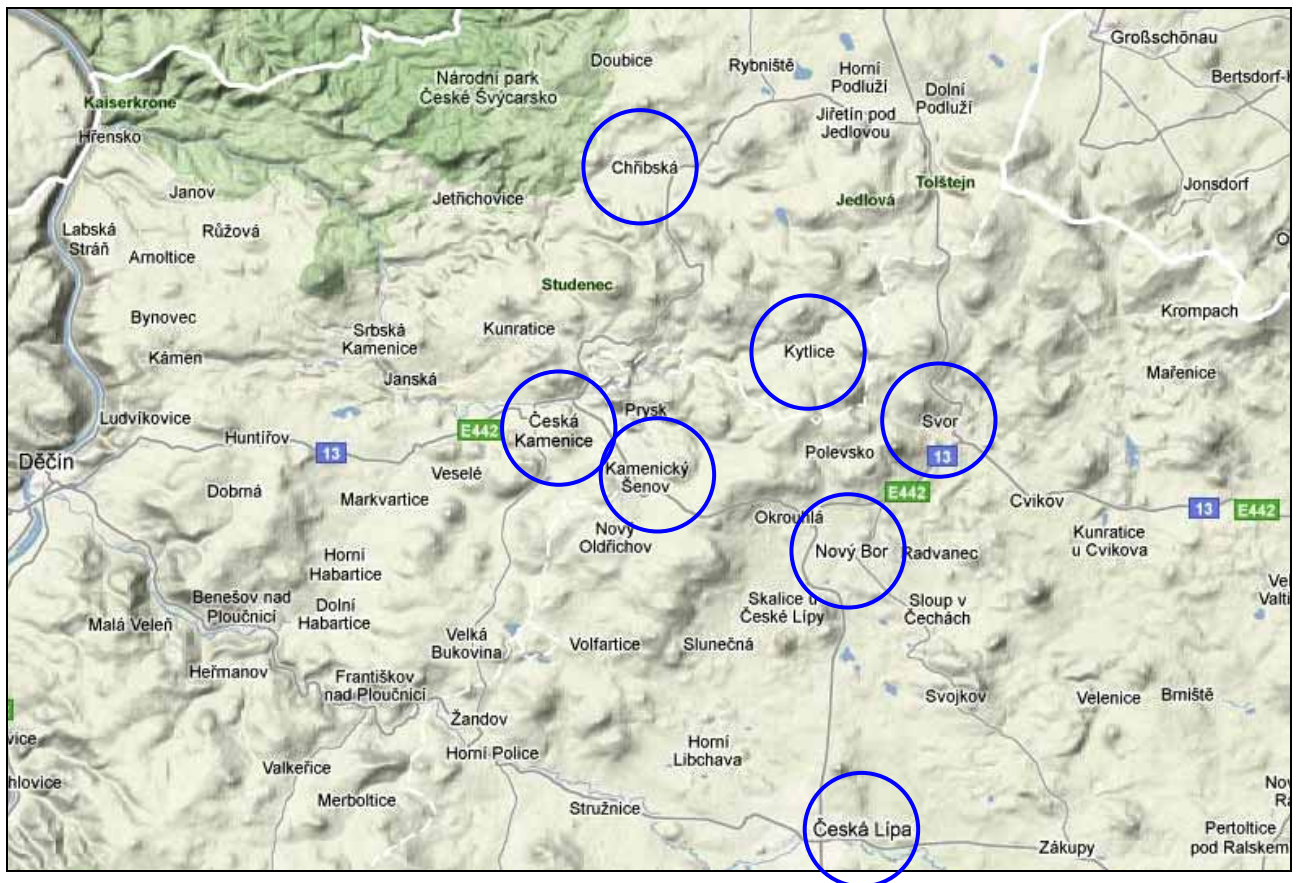 Großschönau
Doubice
Rybniště
Horní
Podluží
Národní park
České Švýcarsko
Bertsdorf-H
Dolní
Podluží
Kaiserkrone
Jiřetín pod
Jedlovou
Hřensko
Chřibská
Tolštejn
Janov
Jetřichovice
Jedlová
Jonsdorf
Labská
Stráň
Růžová
Arnoltice
Studenec
Krompach
Bynovec
Srbská
Kamenice
Kunratice
Kytlice
Kámen
Janská
Mařenice
Ludvíkovice
Prysk
Česká
Kamenice
Svor
E442
Huntířov
13
Polevsko
13
Děčín
Veselé
Kamenický
Šenov
Dobrná
Markvartice
E442
Cvikov
13
E442
Okrouhlá
Nový
Oldřichov
Kunratice
u Cvikova
Horní
Habartice
Nový Bor
Radvanec
Benešov nad
Ploučnicí
Dolní
Habartice
Skalice u
České Lípy
Sloup v
Čechách
Malá Veleň
Velká
Bukovina
Volfartice
Slunečná
Heřmanov
Františkov
nad Ploučnicí
Svojkov
Velenice
Brniště
Žandov
Horní Police
Horní
Libchava
Valkeřice
Merboltice
Stružnice
Česká Lípa
Zákupy
Pertoltice
pod Ralskem